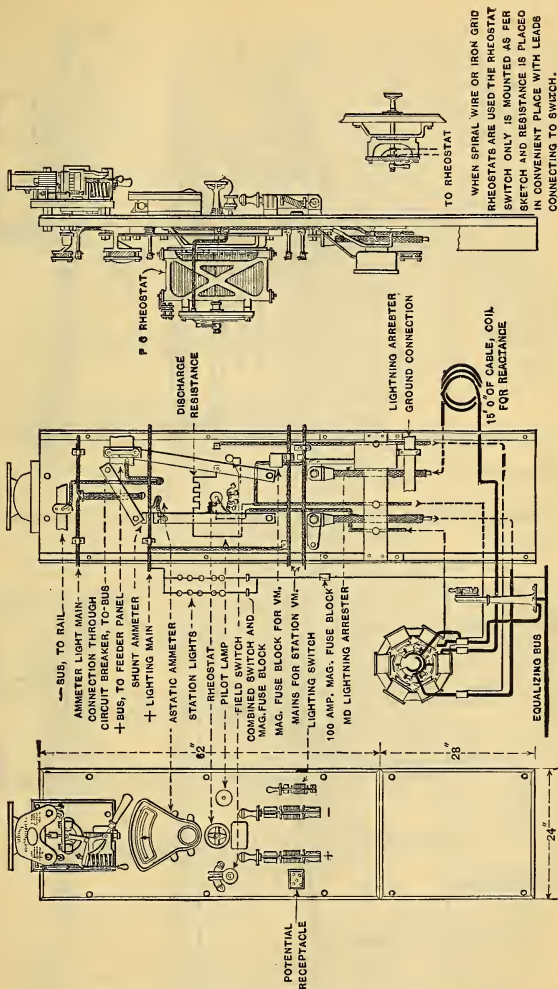 — BUS, TO RAIL
AMMETER LIGHT MAIN
CONNECTION THROUGH
CIRCUIT BREAKER, TO-BUS
+ BUS, TO FEEDER PANEL
SHUNT AMMETER
+ LIGHTING MAIN
ASTATIC AMMETER
STATION LIGHTS
RHEOSTAT
PILOT LAMP
FIELD SWITCH
COMBINED SWITCH AND
MAG. FUSE BLOCK
MAG. FUSE BLOCK FOR VM.
MAINS FOR STATION VM.
LIGHTING SWITCH
100 AMP. MAG. FUSE BLOCK
MD LIGHTNING ARRESTER
POTENTIAL
RECEPTACLE
+
-
62"
28"
24"
DISCHARGE
RESISTANCE
LIGHTNING ARRESTER
GROUND CONNECTION
15' 0" OF CABLE, COIL
FOR REACTANCE
EQUALIZING BUS
P 6 RHEOSTAT
TO RHEOSTAT
WHEN SPIRAL WIRE OR IRON GRID
RHEOSTATS ARE USED THE RHEOSTAT
SWITCH ONLY IS MOUNTED AS PER
SKETCH AND RESISTANCE IS PLACED
IN CONVENIENT PLACE WITH LEADS
CONNECTING TO SWITCH.